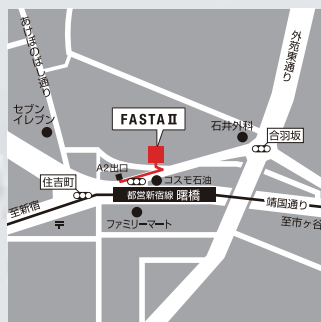 あけぼのばし通り
外苑東通り
セブン
イレブン
FASTAⅡ
石井外科
合羽坂
A2出口
コスモ石油
住吉町
都営新宿線 曙橋
靖国通り
至新宿
〒
ファミリーマート
至市ヶ谷